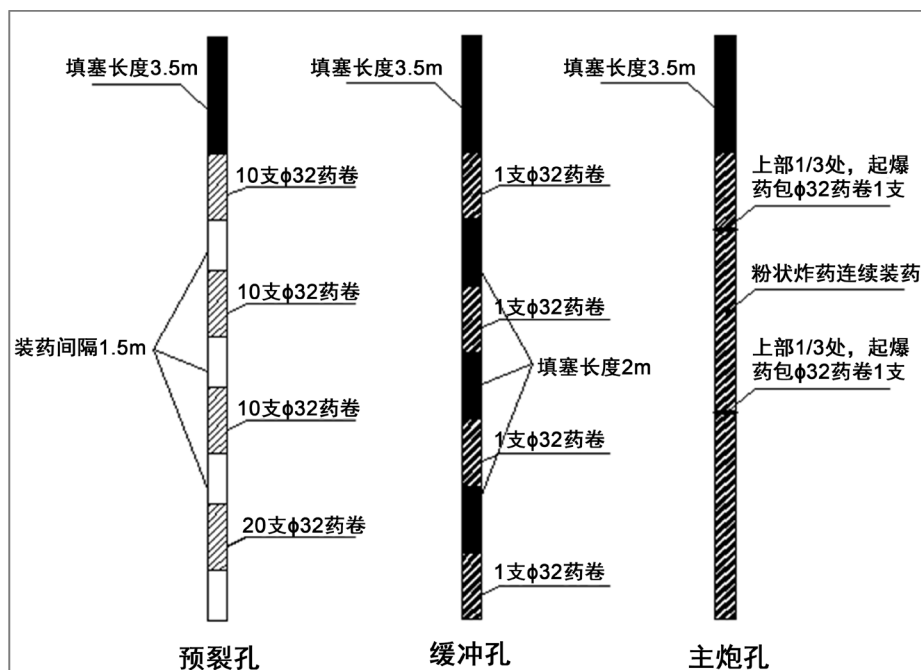 填塞长度3.5m
10支ϕ32药卷
10支ϕ32药卷
装药间隔1.5m
10支ϕ32药卷
20支ϕ32药卷
预裂孔
填塞长度3.5m
1支ϕ32药卷
1支ϕ32药卷
填塞长度2m
1支ϕ32药卷
1支ϕ32药卷
缓冲孔
填塞长度3.5m
上部1/3处，起爆
药包ϕ32药卷1支
粉状炸药连续装药
上部1/3处，起爆
药包ϕ32药卷1支
主炮孔